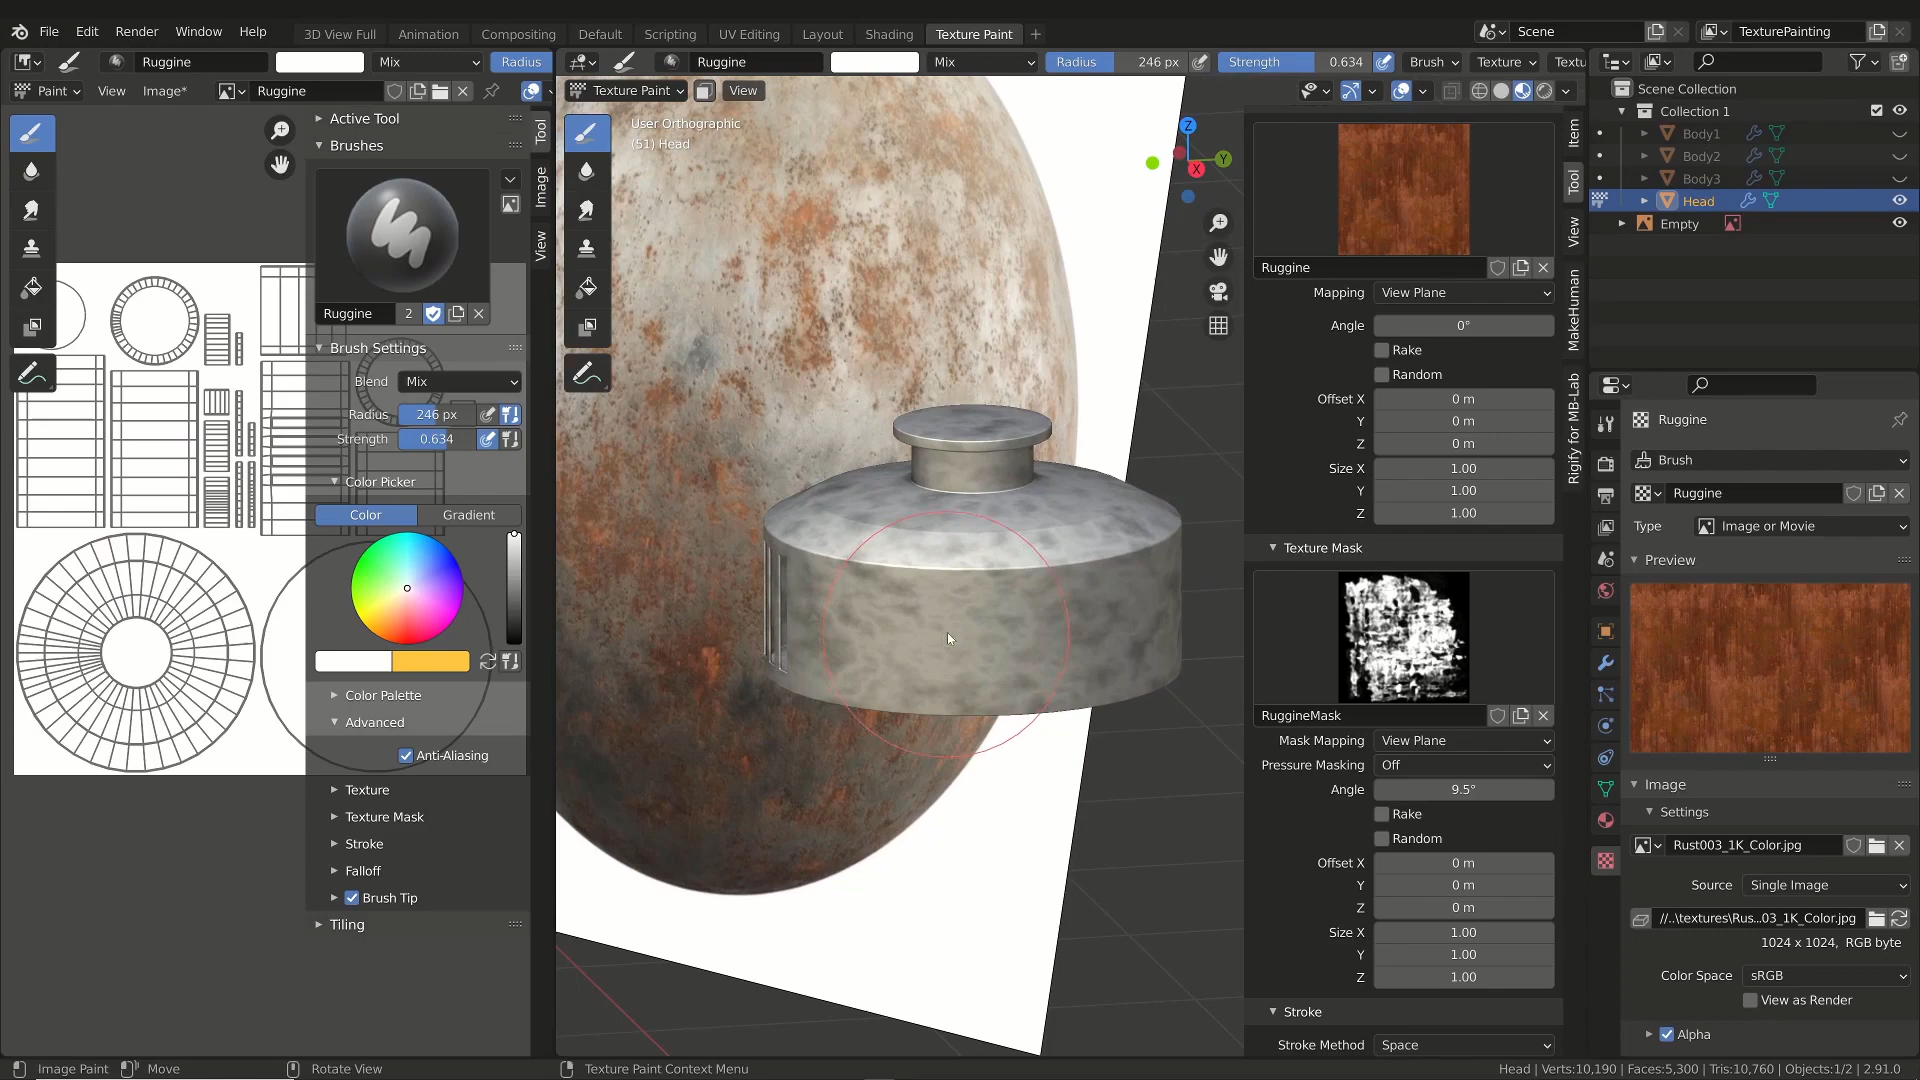 File Edit Render Window Help
3D View Full Animation Compositing Default Scripting UV Editing Layout Shading Texture Paint +
Scene
TexturePainting
Ruggine Mix Radius
Ruggine Mix Radius 246 px Strength 0.634 Brush Texture Textu
Paint View Image* Ruggine
Texture Paint View
User Orthographic
(51) Head
Active Tool
Brushes
Ruggine 2
Brush Settings
Blend Mix
Radius 246 px
Strength 0.634
Color Picker
Color Gradient
Color Palette
Advanced
Anti-Aliasing
Texture
Texture Mask
Stroke
Falloff
Brush Tip
Tiling
Tool
Image
View
Z
Y
X
Ruggine
Mapping View Plane
Angle 0°
Rake
Random
Offset X 0 m
Y 0 m
Z 0 m
Size X 1.00
Y 1.00
Z 1.00
Texture Mask
RuggineMask
Mask Mapping View Plane
Pressure Masking Off
Angle 9.5°
Rake
Random
Offset X 0 m
Y 0 m
Z 0 m
Size X 1.00
Y 1.00
Z 1.00
Stroke
Stroke Method Space
Item
Tool
View
MakeHuman
Rigify for MB-Lab
Scene Collection
Collection 1
Body1
Body2
Body3
Head
Empty
Ruggine
Brush
Ruggine
Type Image or Movie
Preview
Image
Settings
Rust003_1K_Color.jpg
Source Single Image
//..\textures\Rus...03_1K_Color.jpg
1024 x 1024, RGB byte
Color Space sRGB
View as Render
Alpha
Image Paint Move Rotate View Texture Paint Context Menu Head | Verts:10,190 | Faces:5,300 | Tris:10,760 | Objects:1/2 | 2.91.0